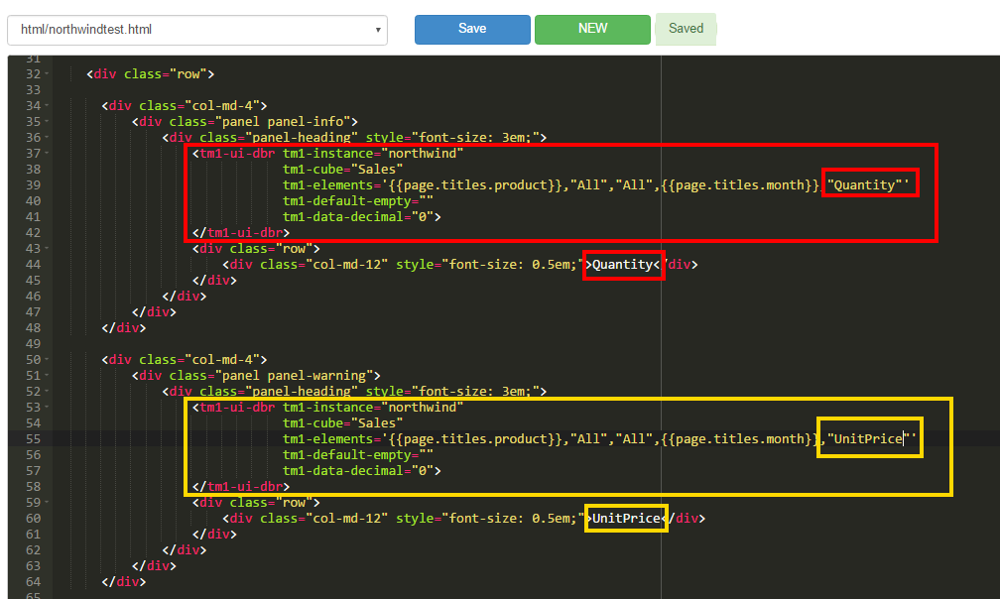 html/northwindtest.html
Save
NEW
Saved
31
32 <div class="row">
33
34 <div class="col-md-4">
35 <div class="panel panel-info">
36 <div class="panel-heading" style="font-size: 3em;">
37 <tm1-ui-dbr tm1-instance="northwind"
38 tm1-cube="Sales"
39 tm1-elements='{{page.titles.product}},"All","All",{{page.titles.month}},"Quantity"'
40 tm1-default-empty=""
41 tm1-data-decimal="0">
42 </tm1-ui-dbr>
43 <div class="row">
44 <div class="col-md-12" style="font-size: 0.5em;">Quantity</div>
45 </div>
46 </div>
47 </div>
48 </div>
49
50 <div class="col-md-4">
51 <div class="panel panel-warning">
52 <div class="panel-heading" style="font-size: 3em;">
53 <tm1-ui-dbr tm1-instance="northwind"
54 tm1-cube="Sales"
55 tm1-elements='{{page.titles.product}},"All","All",{{page.titles.month}},"UnitPrice"'
56 tm1-default-empty=""
57 tm1-data-decimal="0">
58 </tm1-ui-dbr>
59 <div class="row">
60 <div class="col-md-12" style="font-size: 0.5em;">UnitPrice</div>
61 </div>
62 </div>
63 </div>
64 </div>
65